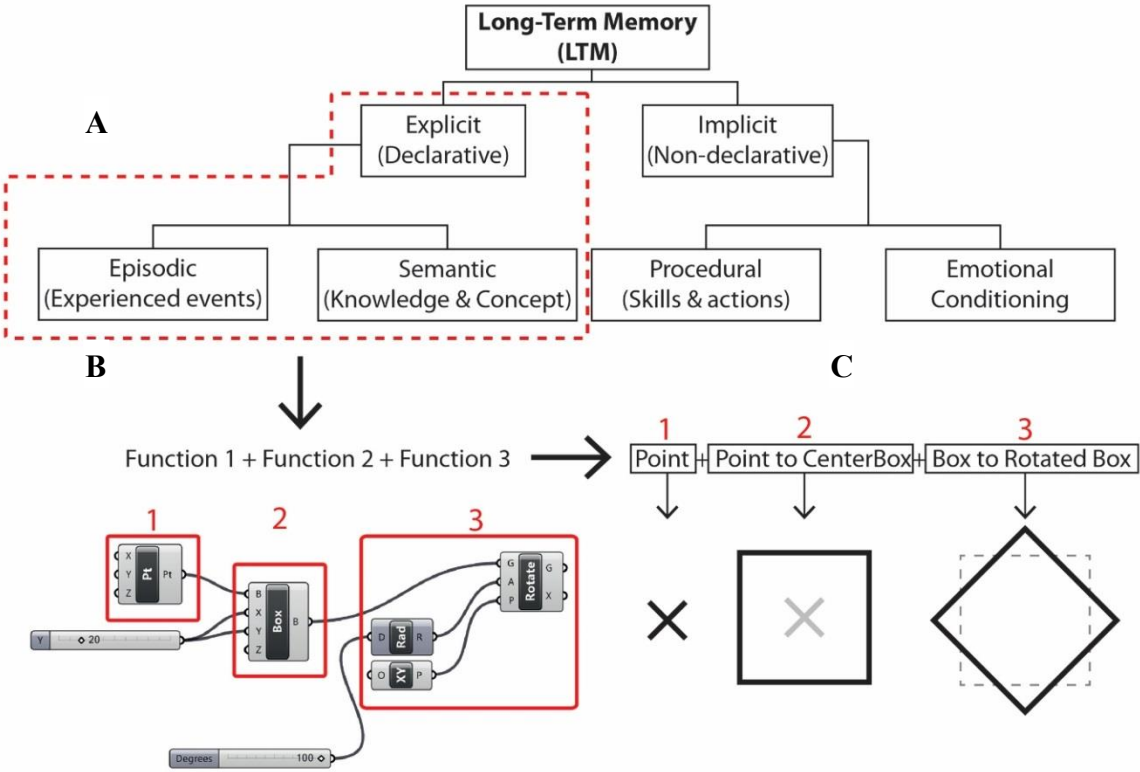 Long-Term Memory
(LTM)
A
Explicit
(Declarative)
Implicit
(Non-declarative)
Episodic
(Experienced events)
Semantic
(Knowledge & Concept)
Procedural
(Skills & actions)
Emotional
Conditioning
B
C
Function 1 + Function 2 + Function 3
1
2
3
Point + Point to CenterBox + Box to Rotated Box
1
2
3
X
Y
Z
Pt
Pt
B
X
Y
Z
Box
B
G
A
P
Rotate
G
X
D
Rad
R
O
XY
P
Y
20
Degrees
100